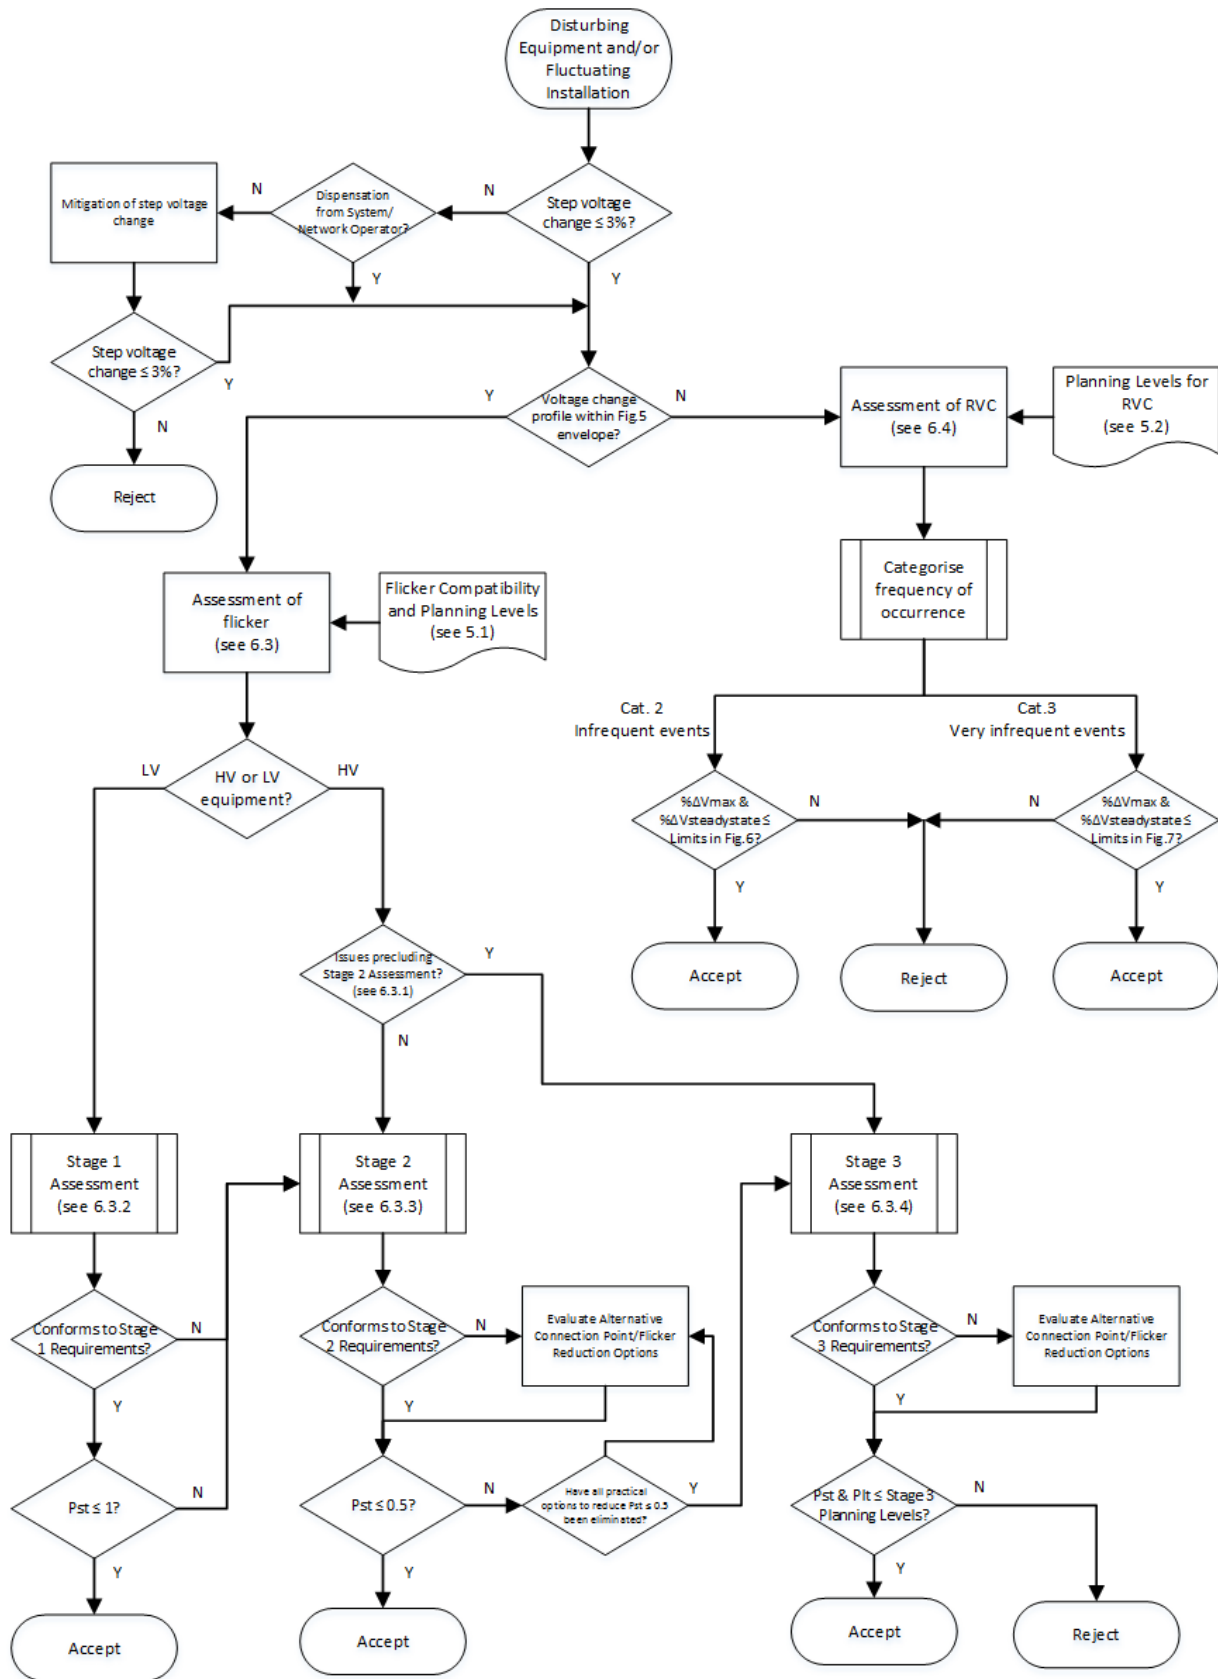 Disturbing
Equipment and/or
Fluctuating
Installation
Mitigation of step voltage
change
N
Dispensation
from System/
Network Operator?
N
Step voltage
change ≤ 3%?
Y
Y
Step voltage
change ≤ 3%?
Y
N
Reject
Y
Voltage change
profile within Fig.5
envelope?
N
Assessment of RVC
(see 6.4)
Planning Levels for
RVC
(see 5.2)
Assessment of
flicker
(see 6.3)
Flicker Compatibility
and Planning Levels
(see 5.1)
Categorise
frequency of
occurrence
Cat. 2
Infrequent events
Cat.3
Very infrequent events
LV
HV or LV
equipment?
HV
%ΔVmax &
%ΔVsteadystate ≤
Limits in Fig.6?
N
N
%ΔVmax &
%ΔVsteadystate ≤
Limits in Fig.7?
Y
Y
Accept
Reject
Accept
Issues precluding
Stage 2 Assessment?
(see 6.3.1)
Y
N
Stage 1
Assessment
(see 6.3.2
Stage 2
Assessment
(see 6.3.3)
Stage 3
Assessment
(see 6.3.4)
Conforms to Stage
1 Requirements?
N
Conforms to Stage
2 Requirements?
N
Evaluate Alternative
Connection Point/Flicker
Reduction Options
Conforms to Stage
3 Requirements?
N
Evaluate Alternative
Connection Point/Flicker
Reduction Options
Y
Y
Y
Pst ≤ 1?
N
Pst ≤ 0.5?
N
Have all practical
options to reduce Pst ≤ 0.5
been eliminated?
Y
Pst & Plt ≤ Stage 3
Planning Levels?
N
Y
Y
Y
Accept
Accept
Accept
Reject